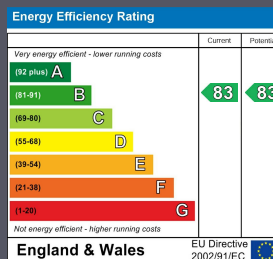 Energy Efficiency Rating
Current
Very energy efficient - lower running costs
(92 plus) A
(81-91) B
83
83
(69-80) C
(55-68) D
(39-54) E
(21-38) F
(1-20) G
Not energy efficient - higher running costs
England & Wales
EU Directive
2002/91/EC